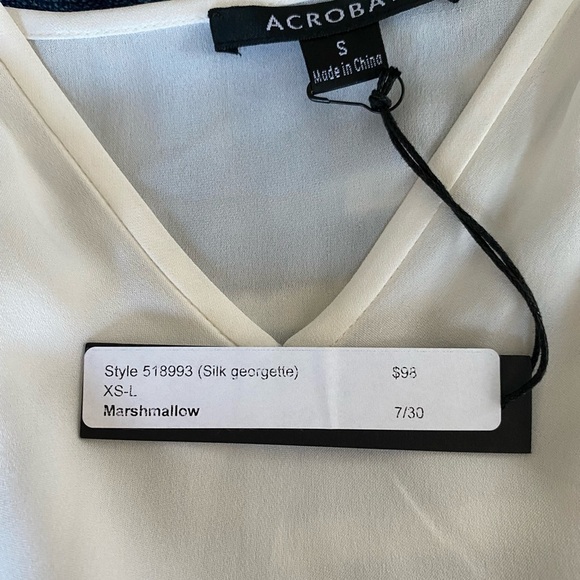 ACROBA
S
Made in China
Style 518993 (Silk georgette) $98
XS-L
Marshmallow 7/30